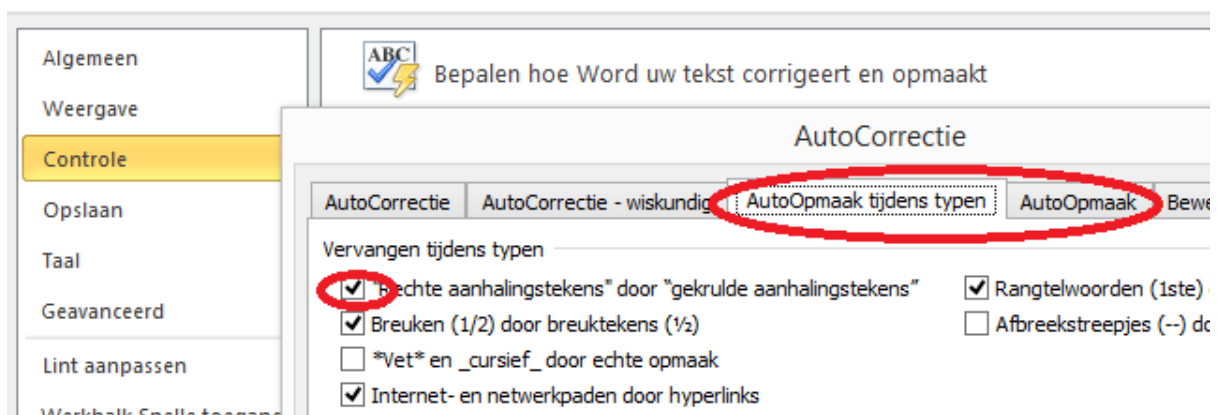 Algemeen
Weergave
Controle
Opslaan
Taal
Geavanceerd
Lint aanpassen
ABC
Bepalen hoe Word uw tekst corrigeert en opmaakt
AutoCorrectie
AutoCorrectie AutoCorrectie - wiskundig AutoOpmaak tijdens typen AutoOpmaak
Vervangen tijdens typen
"Rechte aanhalingstekens" door “gekrulde aanhalingstekens” Rangtelwoorden (1ste)
Breuken (1/2) door breuktekens (½) Afbreekstreepjes (--)
*Vet* en _cursief_ door echte opmaak
Internet- en netwerkpaden door hyperlinks